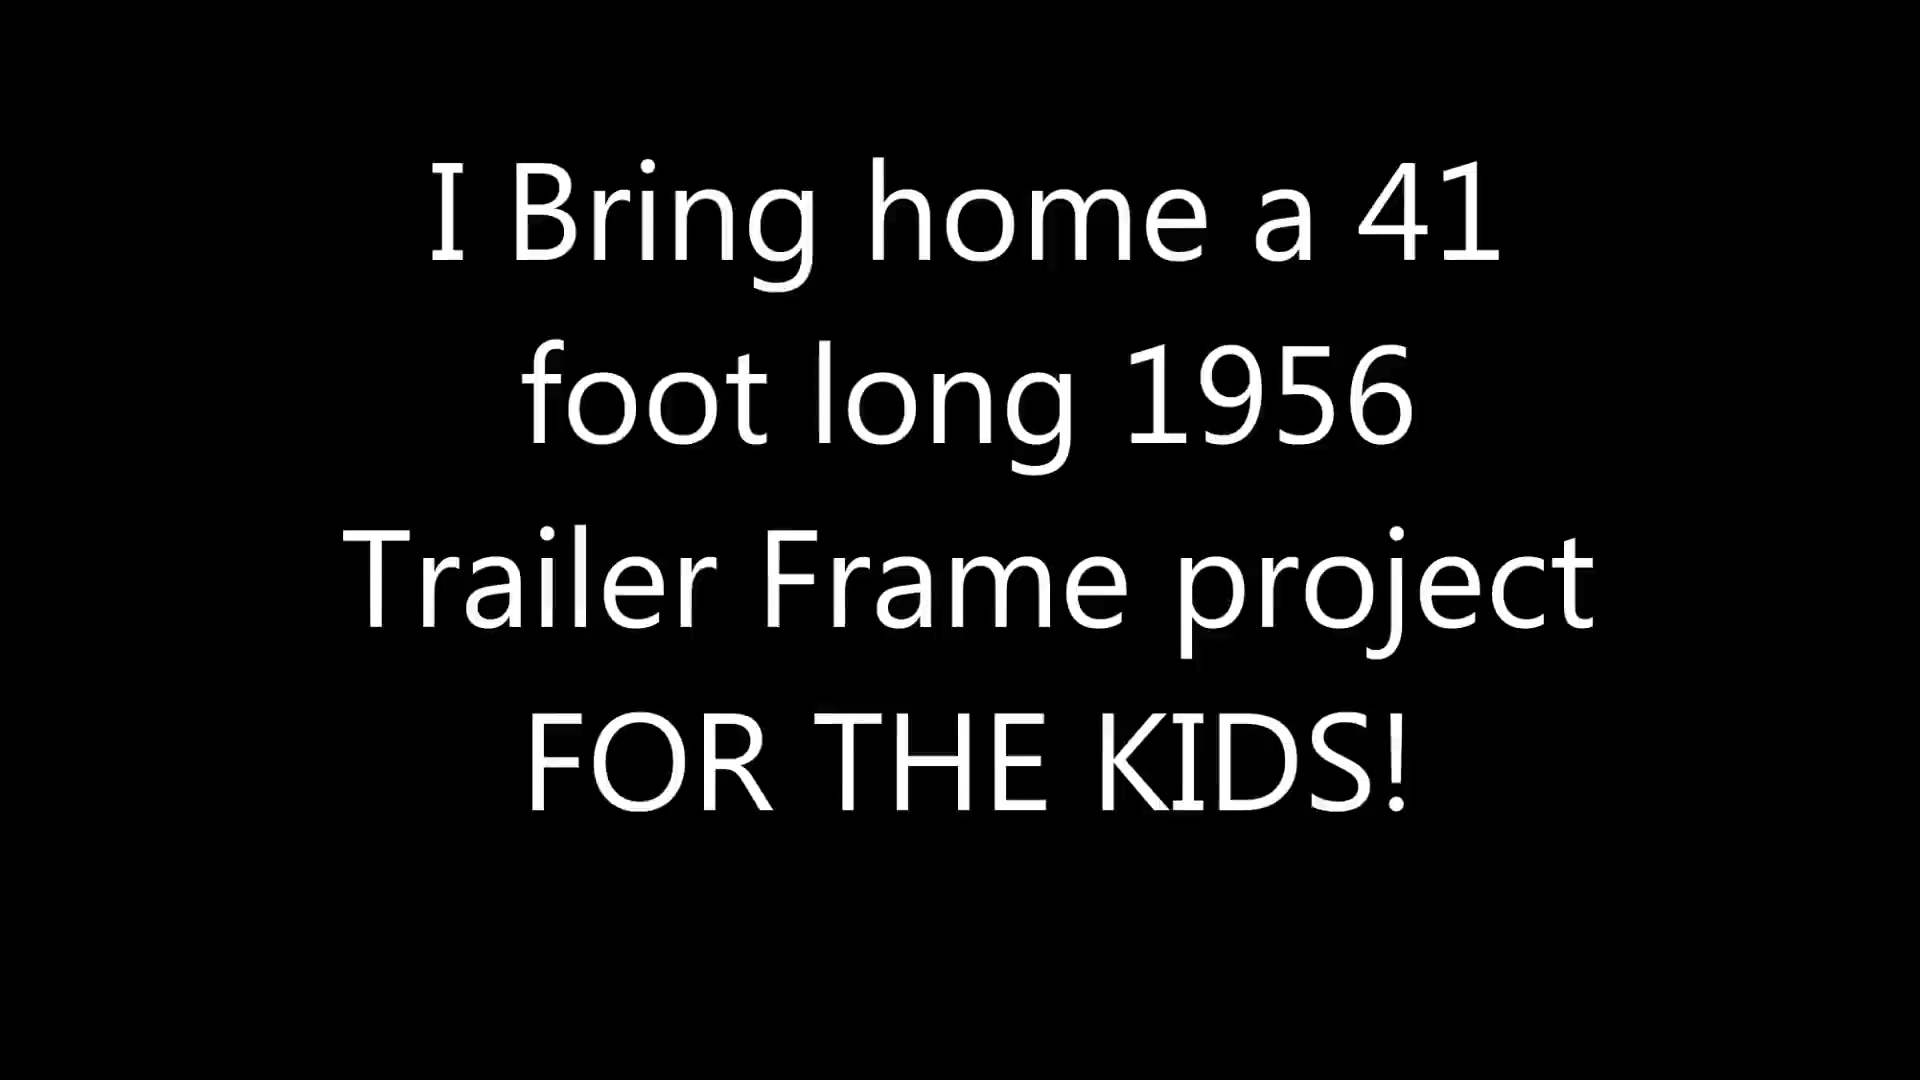 I Bring home a 41
foot long 1956
Trailer Frame project
FOR THE KIDS!